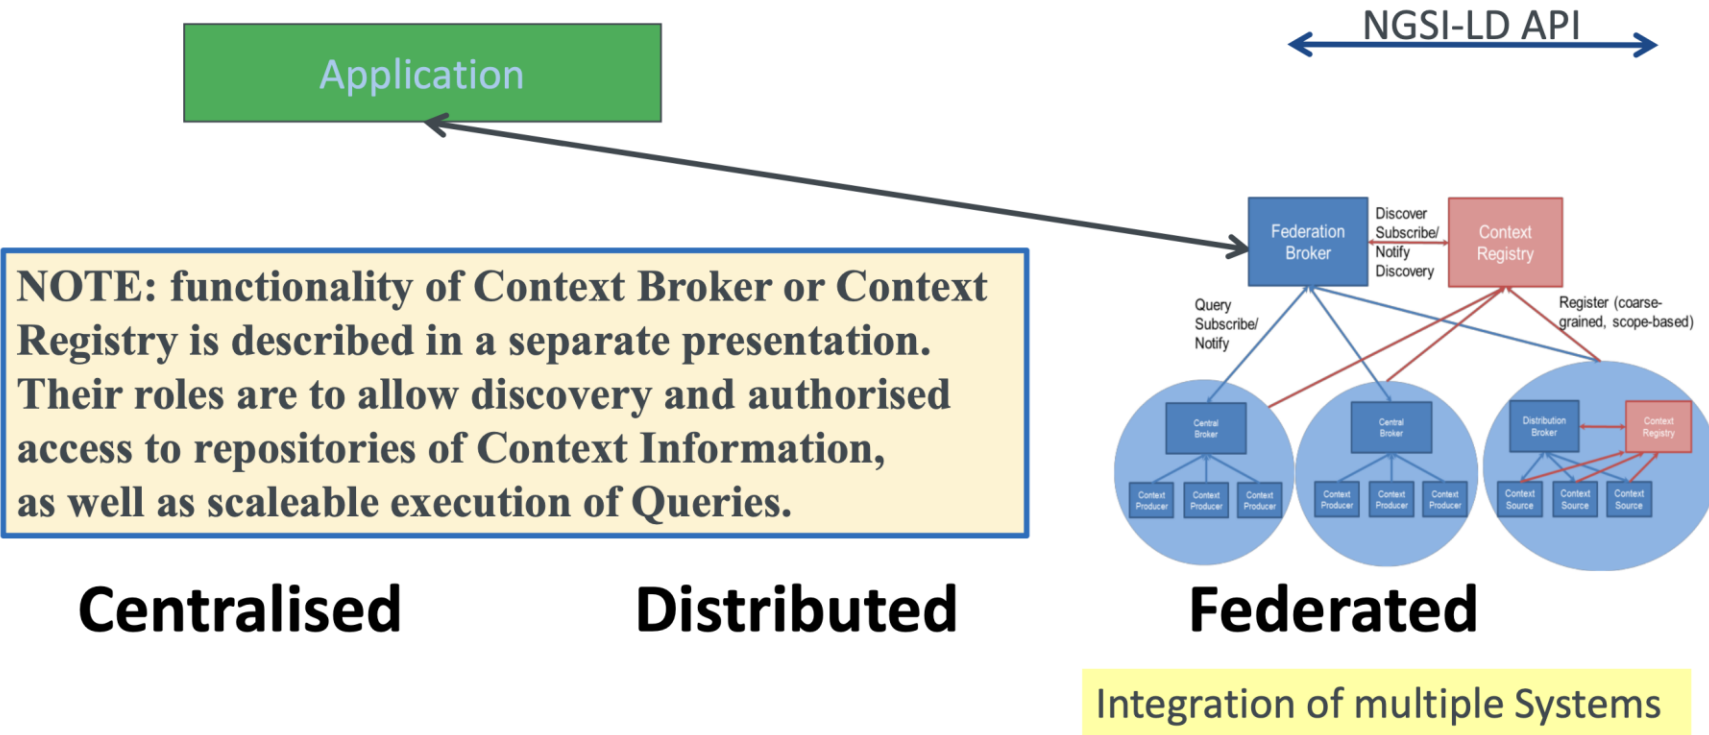 NGSI-LD API
Application
Federation
Broker
Discover
Subscribe/
Notify
Discovery
Context
Registry
Query
Subscribe/
Notify
Register (coarse-
grained, scope-based)
NOTE: functionality of Context Broker or Context
Registry is described in a separate presentation.
Their roles are to allow discovery and authorised
access to repositories of Context Information,
as well as scaleable execution of Queries.
Central
Broker
Context
Producer
Context
Producer
Context
Producer
Central
Broker
Context
Producer
Context
Producer
Context
Producer
Distribution
Broker
Context
Registry
Context
Source
Context
Source
Context
Source
Centralised
Distributed
Federated
Integration of multiple Systems